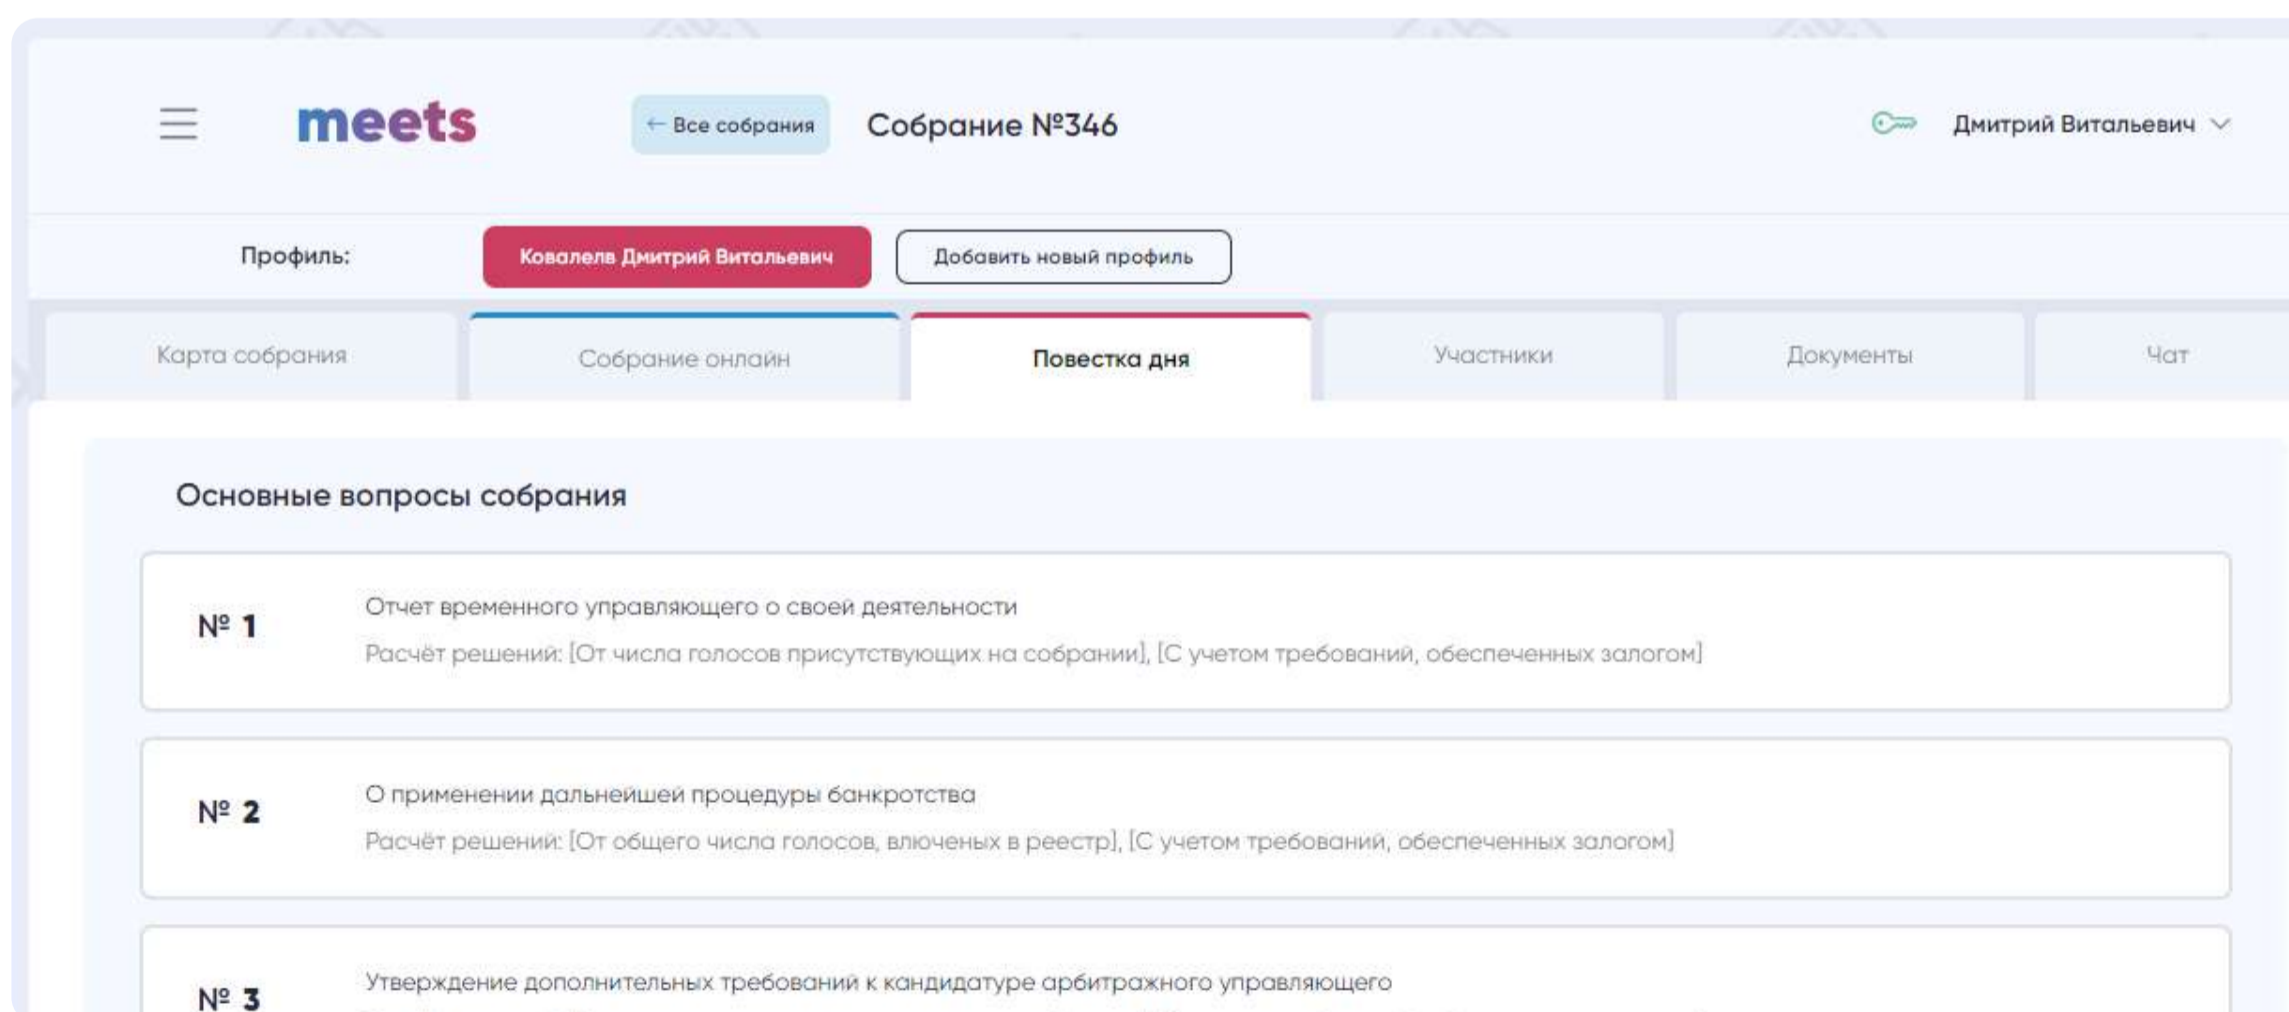 meets
← Все собрания
Собрание №346
Дмитрий Витальевич
Профиль:
Ковалелв Дмитрий Витальевич
Добавить новый профиль
Карта собрания
Собрание онлайн
Повестка дня
Участники
Документы
Чат
Основные вопросы собрания
№ 1
Отчет временного управляющего о своей деятельности
Расчёт решений: [От числа голосов присутствующих на собрании], [С учетом требований, обеспеченных залогом]
№ 2
О применении дальнейшей процедуры банкротства
Расчёт решений: [От общего числа голосов, влюченых в реестр], [С учетом требований, обеспеченных залогом]
№ 3
Утверждение дополнительных требований к кандидатуре арбитражного управляющего